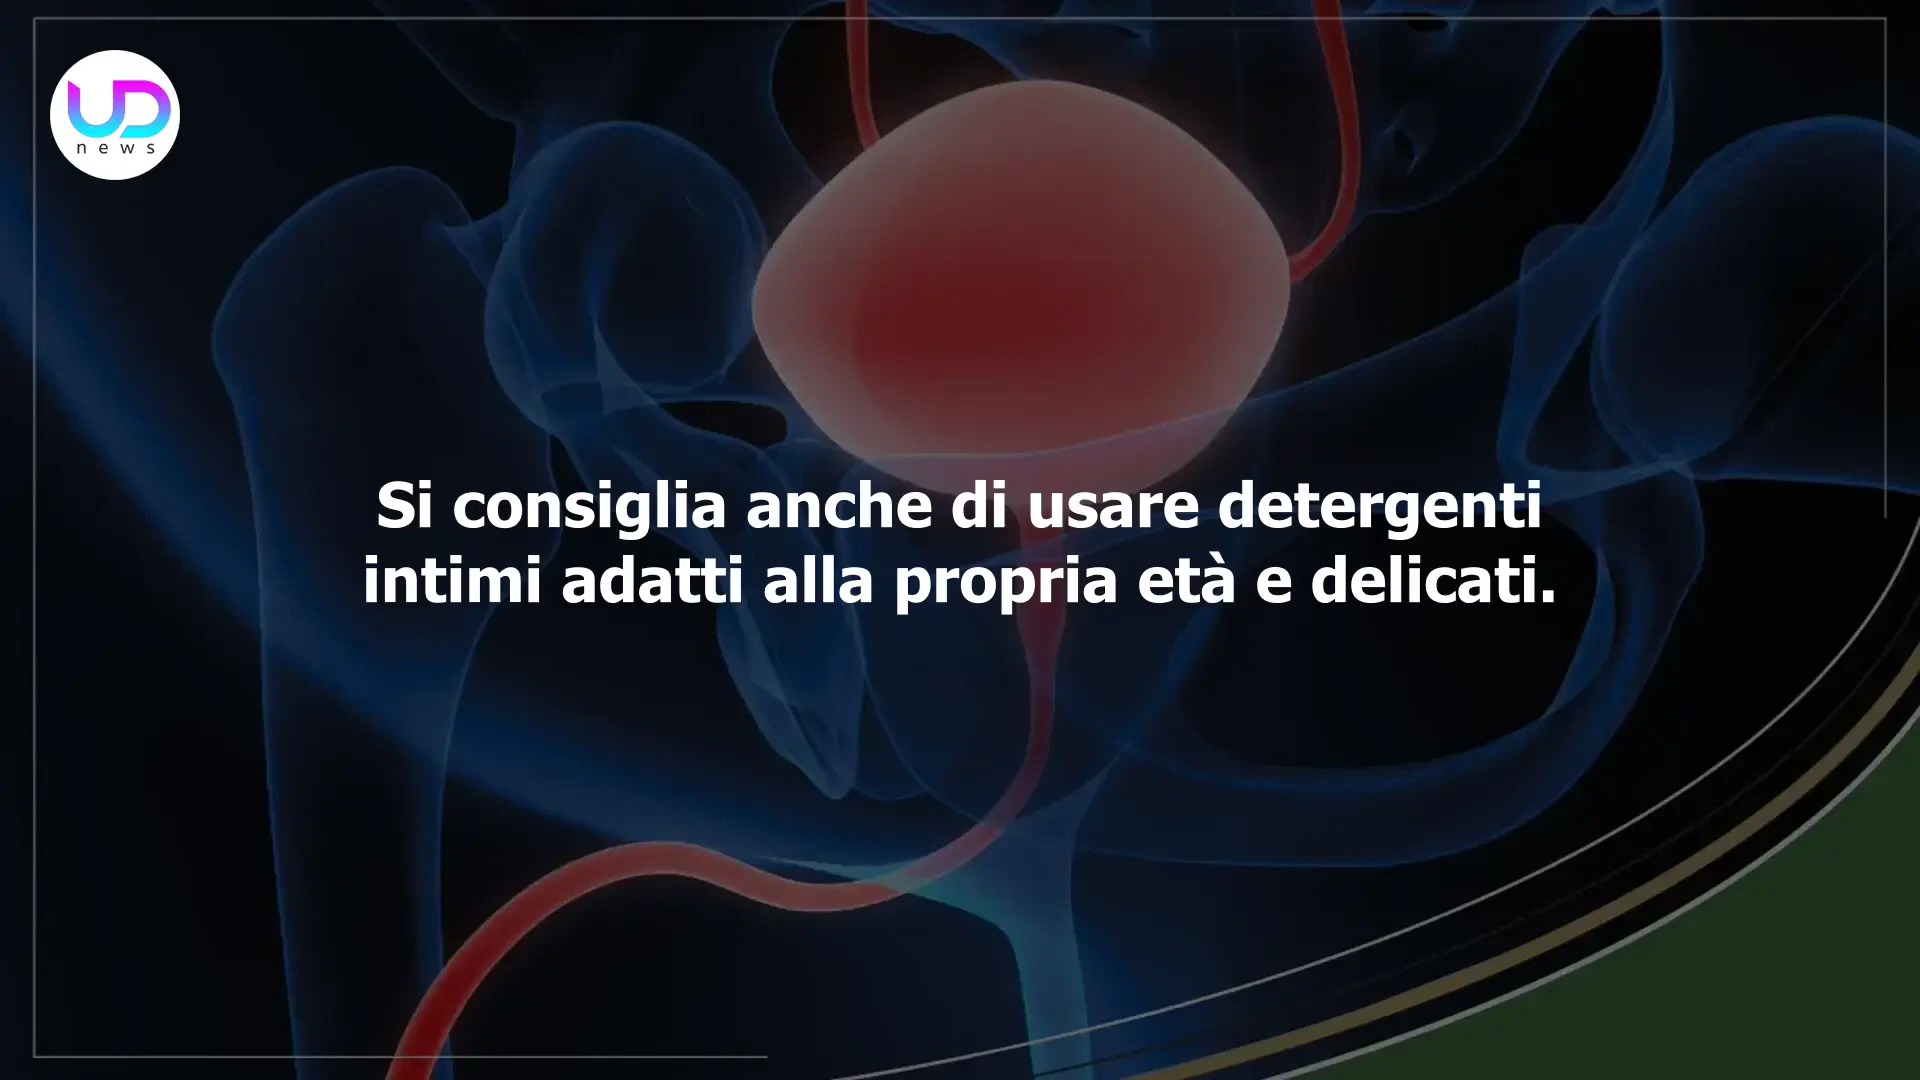 UD
news
Si consiglia anche di usare detergenti
intimi adatti alla propria età e delicati.